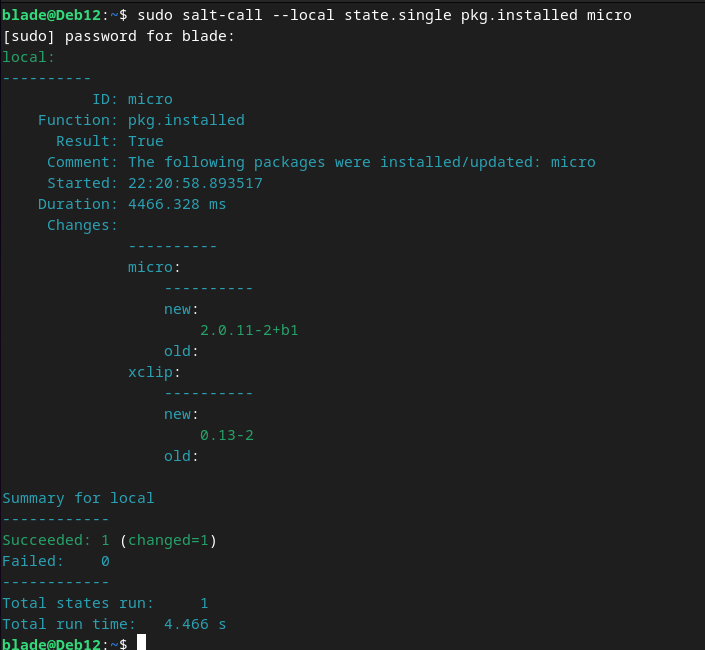 blade@Deb12:~$ sudo salt-call --local state.single pkg.installed micro
[sudo] password for blade:
local:
----------
          ID: micro
    Function: pkg.installed
      Result: True
     Comment: The following packages were installed/updated: micro
     Started: 22:20:58.893517
    Duration: 4466.328 ms
     Changes:
              ----------
              micro:
                  ----------
                  new:
                      2.0.11-2+b1
                  old:
              xclip:
                  ----------
                  new:
                      0.13-2
                  old:

Summary for local
------------
Succeeded: 1 (changed=1)
Failed:    0
------------
Total states run:     1
Total run time:   4.466 s
blade@Deb12:~$